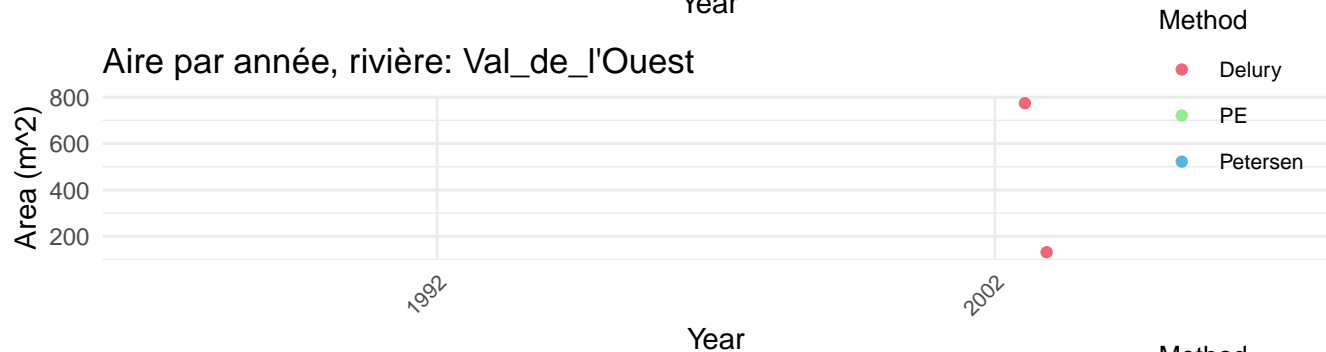 Year
Method
Aire par année, rivière: Val_de_l'Ouest
Delury
PE
Petersen
Area (m^2)
800
600
400
200
1992
2002
Year
Method